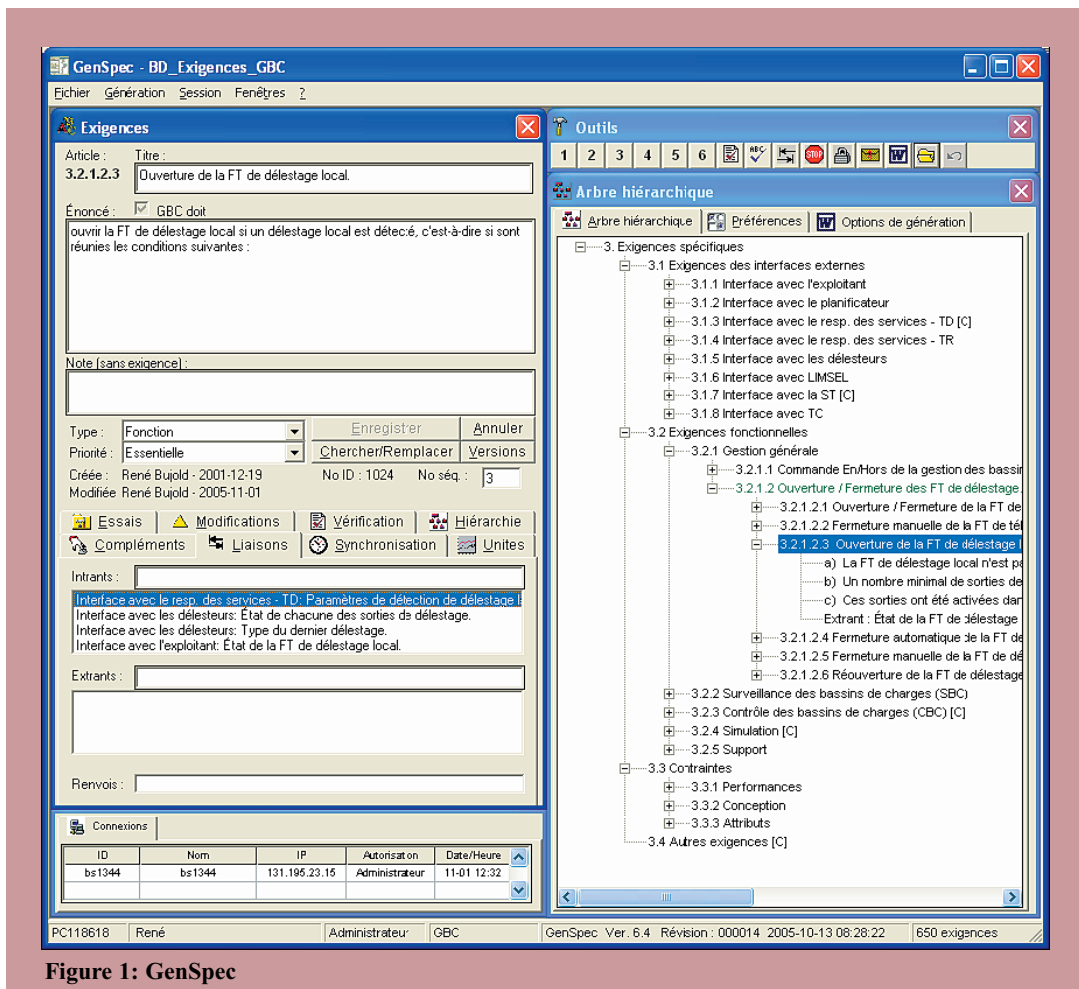 GenSpec - BD_Exigences_GBC
Fichier Génération Session Fenêtres ?
Exigences
Article : Titre :
3.2.1.2.3 Ouverture de la FT de délestage local.
Énoncé : GBC doit
ouvrir la FT de délestage local si un délestage local est détecé, c'est-à-dire si sont
réunies les conditions suivantes :
Note (sans exigence) :
Type : Fonction Enregistrer Annuler
Priorité : Essentielle Chercher/Remplacer Versions
Créée : René Bujold - 2001-12-19 No ID : 1024 No séq. : 3
Modifiée René Bujold - 2005-11-01
Essais Modifications Vérification Hiérarchie
Compléments Liaisons Synchronisation Unites
Intrants :
Interface avec le resp. des services - TD: Paramètres de détection de délestage
Interface avec les délesteurs: État de chacune des sorties de délestage.
Interface avec les délesteurs: Type du dernier délestage.
Interface avec l'exploitant: État de la FT de délestage local.
Extrants :
Renvois :
Connexions
ID Nom IP Autorisation Date/Heure
bs1344 bs1344 131.195.23.15 Administrateur 11-01 12:32
Outils
1 2 3 4 5 6 ABC STOP W
Arbre hiérarchique
Arbre hiérarchique Préférences W Options de génération
3. Exigences spécifiques
3.1 Exigences des interfaces externes
3.1.1 Interface avec l'exploitant
3.1.2 Interface avec le planificateur
3.1.3 Interface avec le resp. des services - TD [C]
3.1.4 Interface avec le resp. des services - TR
3.1.5 Interface avec les délesteurs
3.1.6 Interface avec LIMSEL
3.1.7 Interface avec la ST [C]
3.1.8 Interface avec TC
3.2 Exigences fonctionnelles
3.2.1 Gestion générale
3.2.1.1 Commande En/Hors de la gestion des bassir
3.2.1.2 Ouverture / Fermeture des FT de délestage.
3.2.1.2.1 Ouverture / Fermeture de la FT de
3.2.1.2.2 Fermeture manuelle de la FT de tél
3.2.1.2.3 Ouverture de la FT de délestage l
a) La FT de délestage local n'est pa
b) Un nombre minimal de sorties de
c) Ces sorties ont été activées dar
Extrant : État de la FT de délestage
3.2.1.2.4 Fermeture automatique de la FT de
3.2.1.2.5 Fermeture manuelle de la FT de dé
3.2.1.2.6 Réouverture de la FT de délestage
3.2.2 Surveillance des bassins de charges (SBC)
3.2.3 Contrôle des bassins de charges (CBC) [C]
3.2.4 Simulation [C]
3.2.5 Support
3.3 Contraintes
3.3.1 Performances
3.3.2 Conception
3.3.3 Attributs
3.4 Autres exigences [C]
PC118618 René Administrateur GBC GenSpec Ver. 6.4 Révision : 000014 2005-10-13 08:28:22 650 exigences
Figure 1: GenSpec